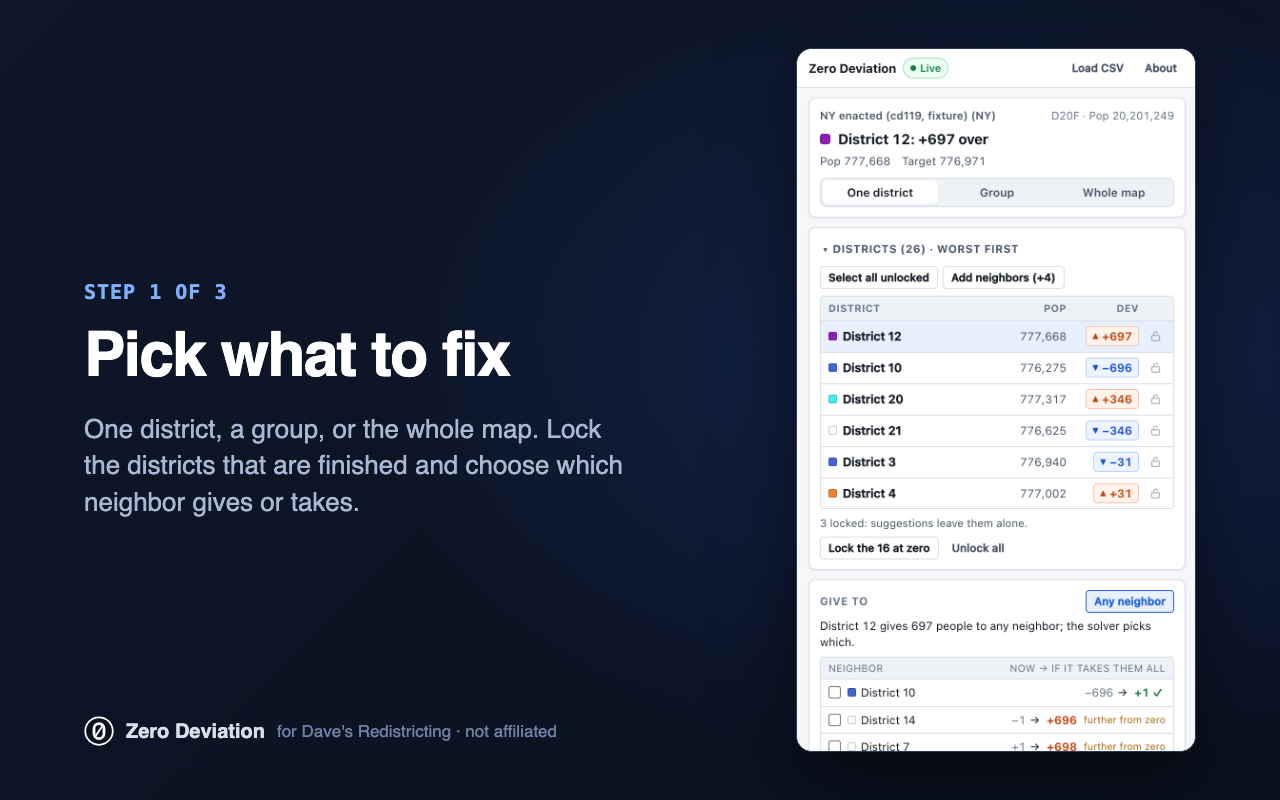 STEP 1 OF 3
Pick what to fix
One district, a group, or the whole map. Lock
the districts that are finished and choose which
neighbor gives or takes.
Zero Deviation for Dave's Redistricting · not affiliated
Zero Deviation Live Load CSV About
NY enacted (cd119, fixture) (NY) D20F · Pop 20,201,249
District 12: +697 over
Pop 777,668 Target 776,971
One district Group Whole map
▾ DISTRICTS (26) · WORST FIRST
Select all unlocked Add neighbors (+4)
DISTRICT POP DEV
District 12 777,668 ▲ +697
District 10 776,275 ▼ −696
District 20 777,317 ▲ +346
District 21 776,625 ▼ −346
District 3 776,940 ▼ −31
District 4 777,002 ▲ +31
3 locked: suggestions leave them alone.
Lock the 16 at zero Unlock all
GIVE TO Any neighbor
District 12 gives 697 people to any neighbor; the solver picks
which.
NEIGHBOR NOW → IF IT TAKES THEM ALL
District 10 −696 → +1 ✓
District 14 −1 → +696 further from zero
District 7 +1 → +698 further from zero